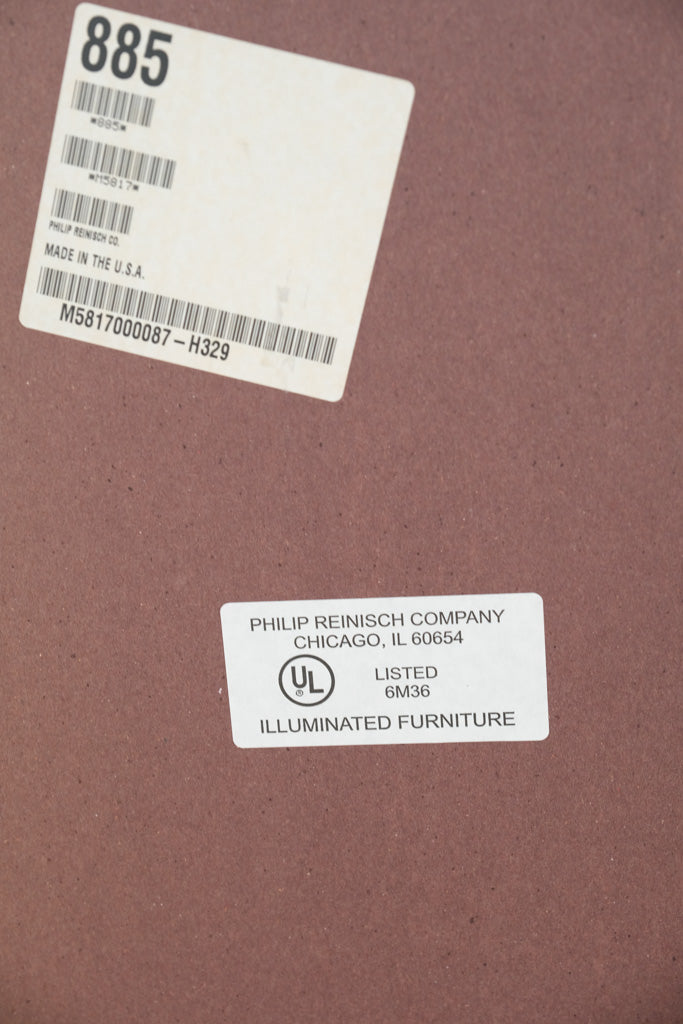 885
*885*
*M5817*
PHILIP REINISCH CO.
MADE IN THE U.S.A.
M5817000087-H329
PHILIP REINISCH COMPANY
CHICAGO, IL 60654
UL
®
LISTED
6M36
ILLUMINATED FURNITURE